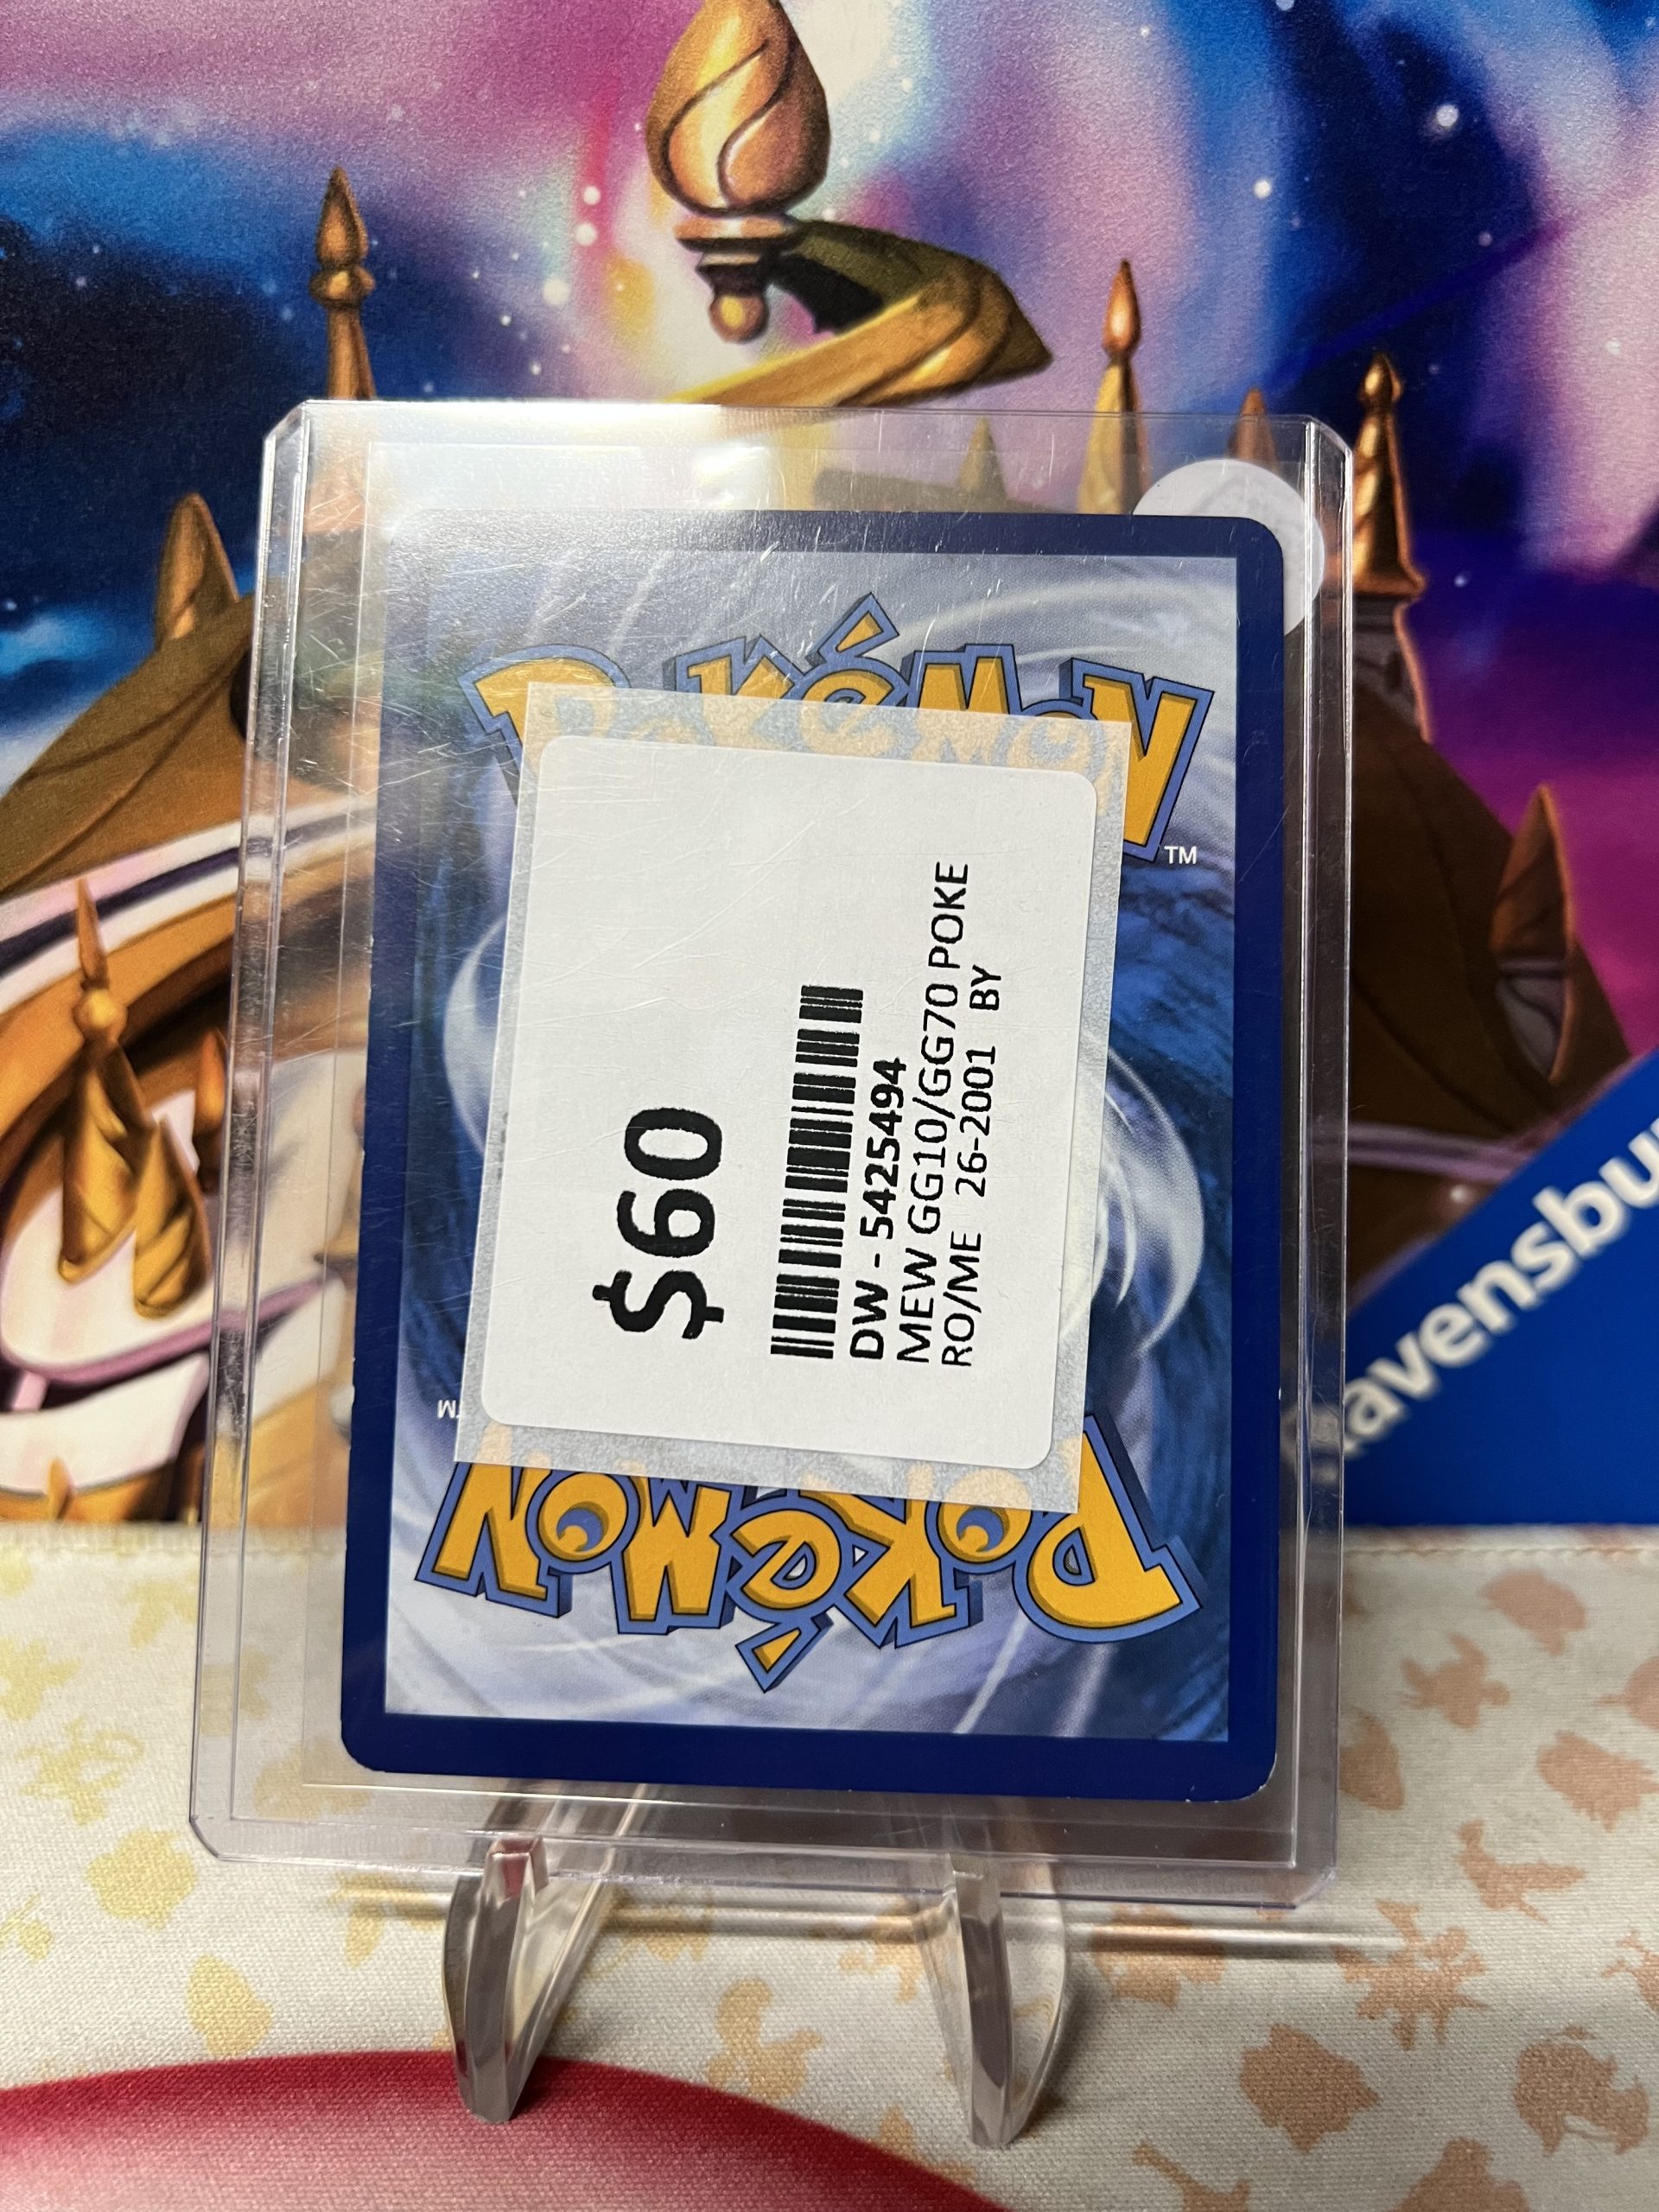 Pokémon
TM
$60
DW - 5425494
MEW GG10/GG70 POKE
RO/ME 26-2001 BY
TM
Pokémon
Ravensbu